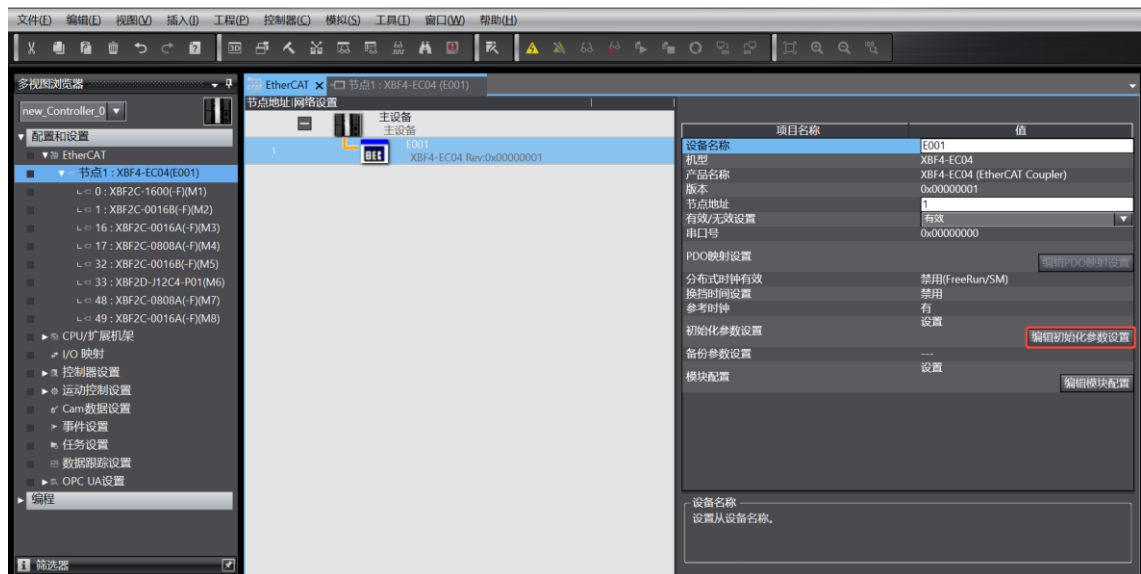 文件(F) 编辑(E) 视图(V) 插入(I) 工程(P) 控制器(C) 模拟(S) 工具(T) 窗口(W) 帮助(H)
3D
多视图浏览器
EtherCAT
节点1 : XBF4-EC04 (E001)
new_Controller_0
配置和设置
EtherCAT
节点1 : XBF4-EC04(E001)
0 : XBF2C-1600(-F)(M1)
1 : XBF2C-0016B(-F)(M2)
16 : XBF2C-0016A(-F)(M3)
17 : XBF2C-0808A(-F)(M4)
32 : XBF2C-0016B(-F)(M5)
33 : XBF2D-J12C4-P01(M6)
48 : XBF2C-0808A(-F)(M7)
49 : XBF2C-0016A(-F)(M8)
CPU/扩展机架
I/O 映射
控制器设置
运动控制设置
Cam数据设置
事件设置
任务设置
数据跟踪设置
OPC UA设置
编程
筛选器
节点地址|网络设置
主设备
主设备
1
E001
XBF4-EC04 Rev:0x00000001
项目名称 值
设备名称 E001
机型 XBF4-EC04
产品名称 XBF4-EC04 (EtherCAT Coupler)
版本 0x00000001
节点地址 1
有效/无效设置 有效
串口号 0x00000000
PDO映射设置 编辑PDO映射设置
分布式时钟有效 禁用(FreeRun/SM)
换挡时间设置 禁用
参考时钟 有
初始化参数设置 设置
编辑初始化参数设置
备份参数设置 ---
模块配置 设置
编辑模块配置
设备名称
设置从设备名称。